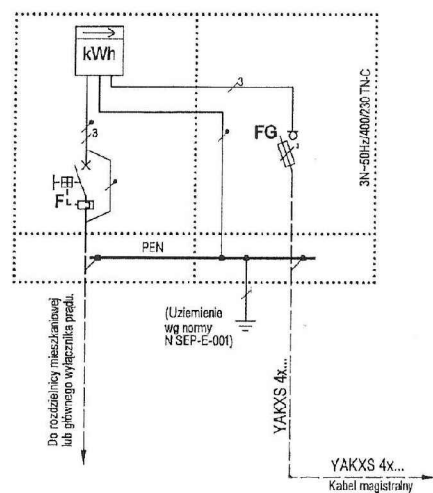 kWh
3
3
FG
F
3N~50Hz/400/230 TN-C
PEN
(Uziemienie
wg normy
N SEP-E-001)
Do rozdzielnicy mieszkaniowej
lub głównego wyłącznika prądu.
YAKXS 4x...
YAKXS 4x...
Kabel magistralny